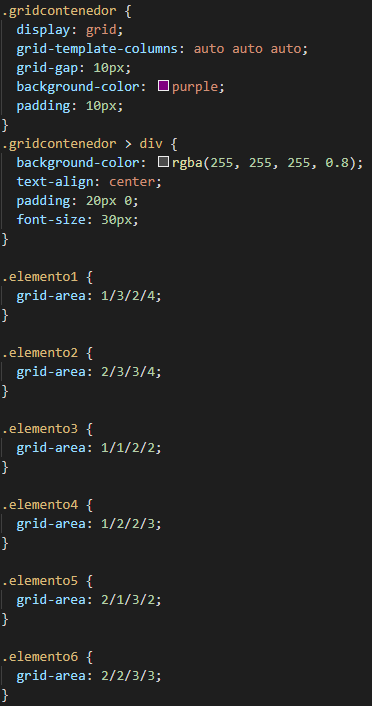 .gridcontenedor {
  display: grid;
  grid-template-columns: auto auto auto;
  grid-gap: 10px;
  background-color: purple;
  padding: 10px;
}
.gridcontenedor > div {
  background-color: rgba(255, 255, 255, 0.8);
  text-align: center;
  padding: 20px 0;
  font-size: 30px;
}

.elemento1 {
  grid-area: 1/3/2/4;
}

.elemento2 {
  grid-area: 2/3/3/4;
}

.elemento3 {
  grid-area: 1/1/2/2;
}

.elemento4 {
  grid-area: 1/2/2/3;
}

.elemento5 {
  grid-area: 2/1/3/2;
}

.elemento6 {
  grid-area: 2/2/3/3;
}